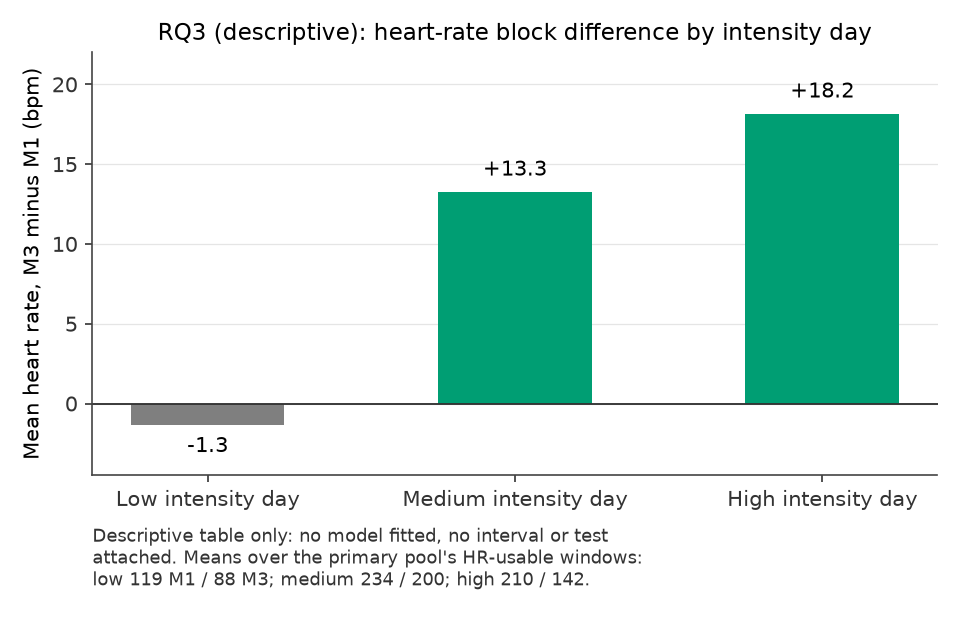 RQ3 (descriptive): heart-rate block difference by intensity day
Mean heart rate, M3 minus M1 (bpm)
20
15
10
5
0
+18.2
+13.3
-1.3
Low intensity day
Medium intensity day
High intensity day
Descriptive table only: no model fitted, no interval or test
attached. Means over the primary pool's HR-usable windows:
low 119 M1 / 88 M3; medium 234 / 200; high 210 / 142.